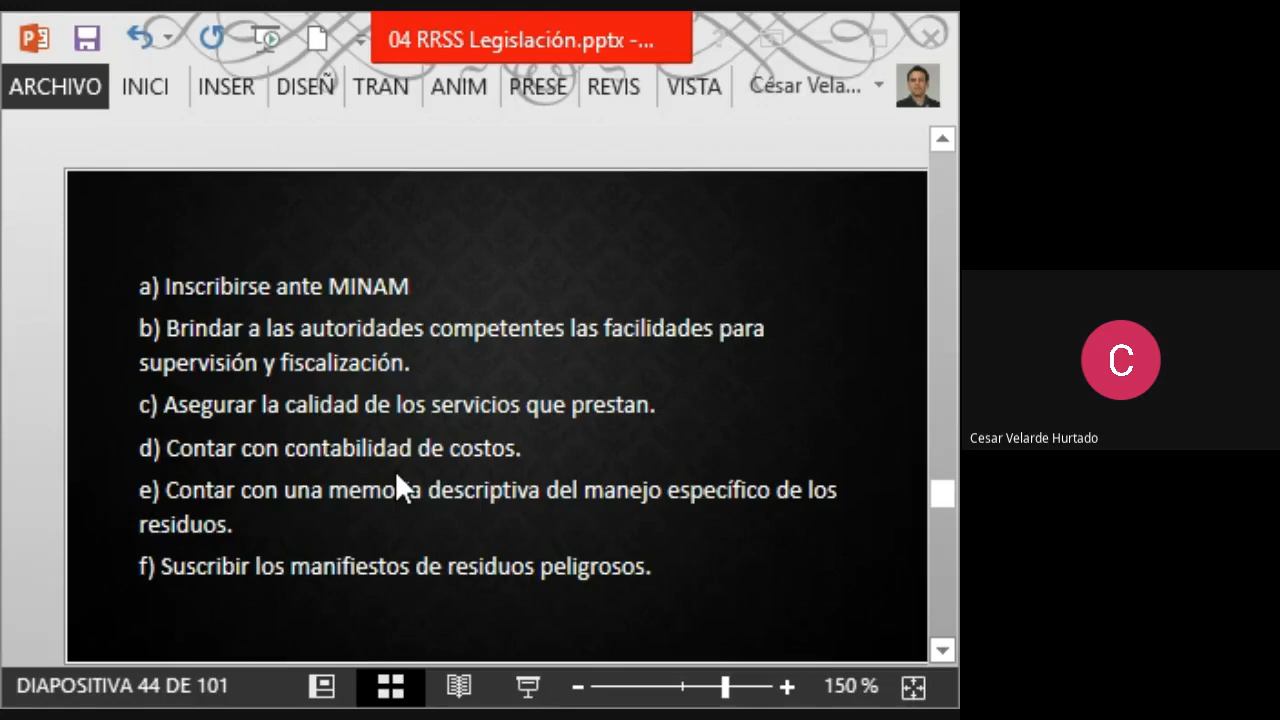 04 RRSS Legislación.pptx -...
ARCHIVO INICI INSER DISEÑ TRAN ANIM PRESE REVIS VISTA César Vela...
a) Inscribirse ante MINAM
b) Brindar a las autoridades competentes las facilidades para
supervisión y fiscalización.
c) Asegurar la calidad de los servicios que prestan.
d) Contar con contabilidad de costos.
e) Contar con una memoria descriptiva del manejo específico de los
residuos.
f) Suscribir los manifiestos de residuos peligrosos.
DIAPOSITIVA 44 DE 101
150 %
C
Cesar Velarde Hurtado